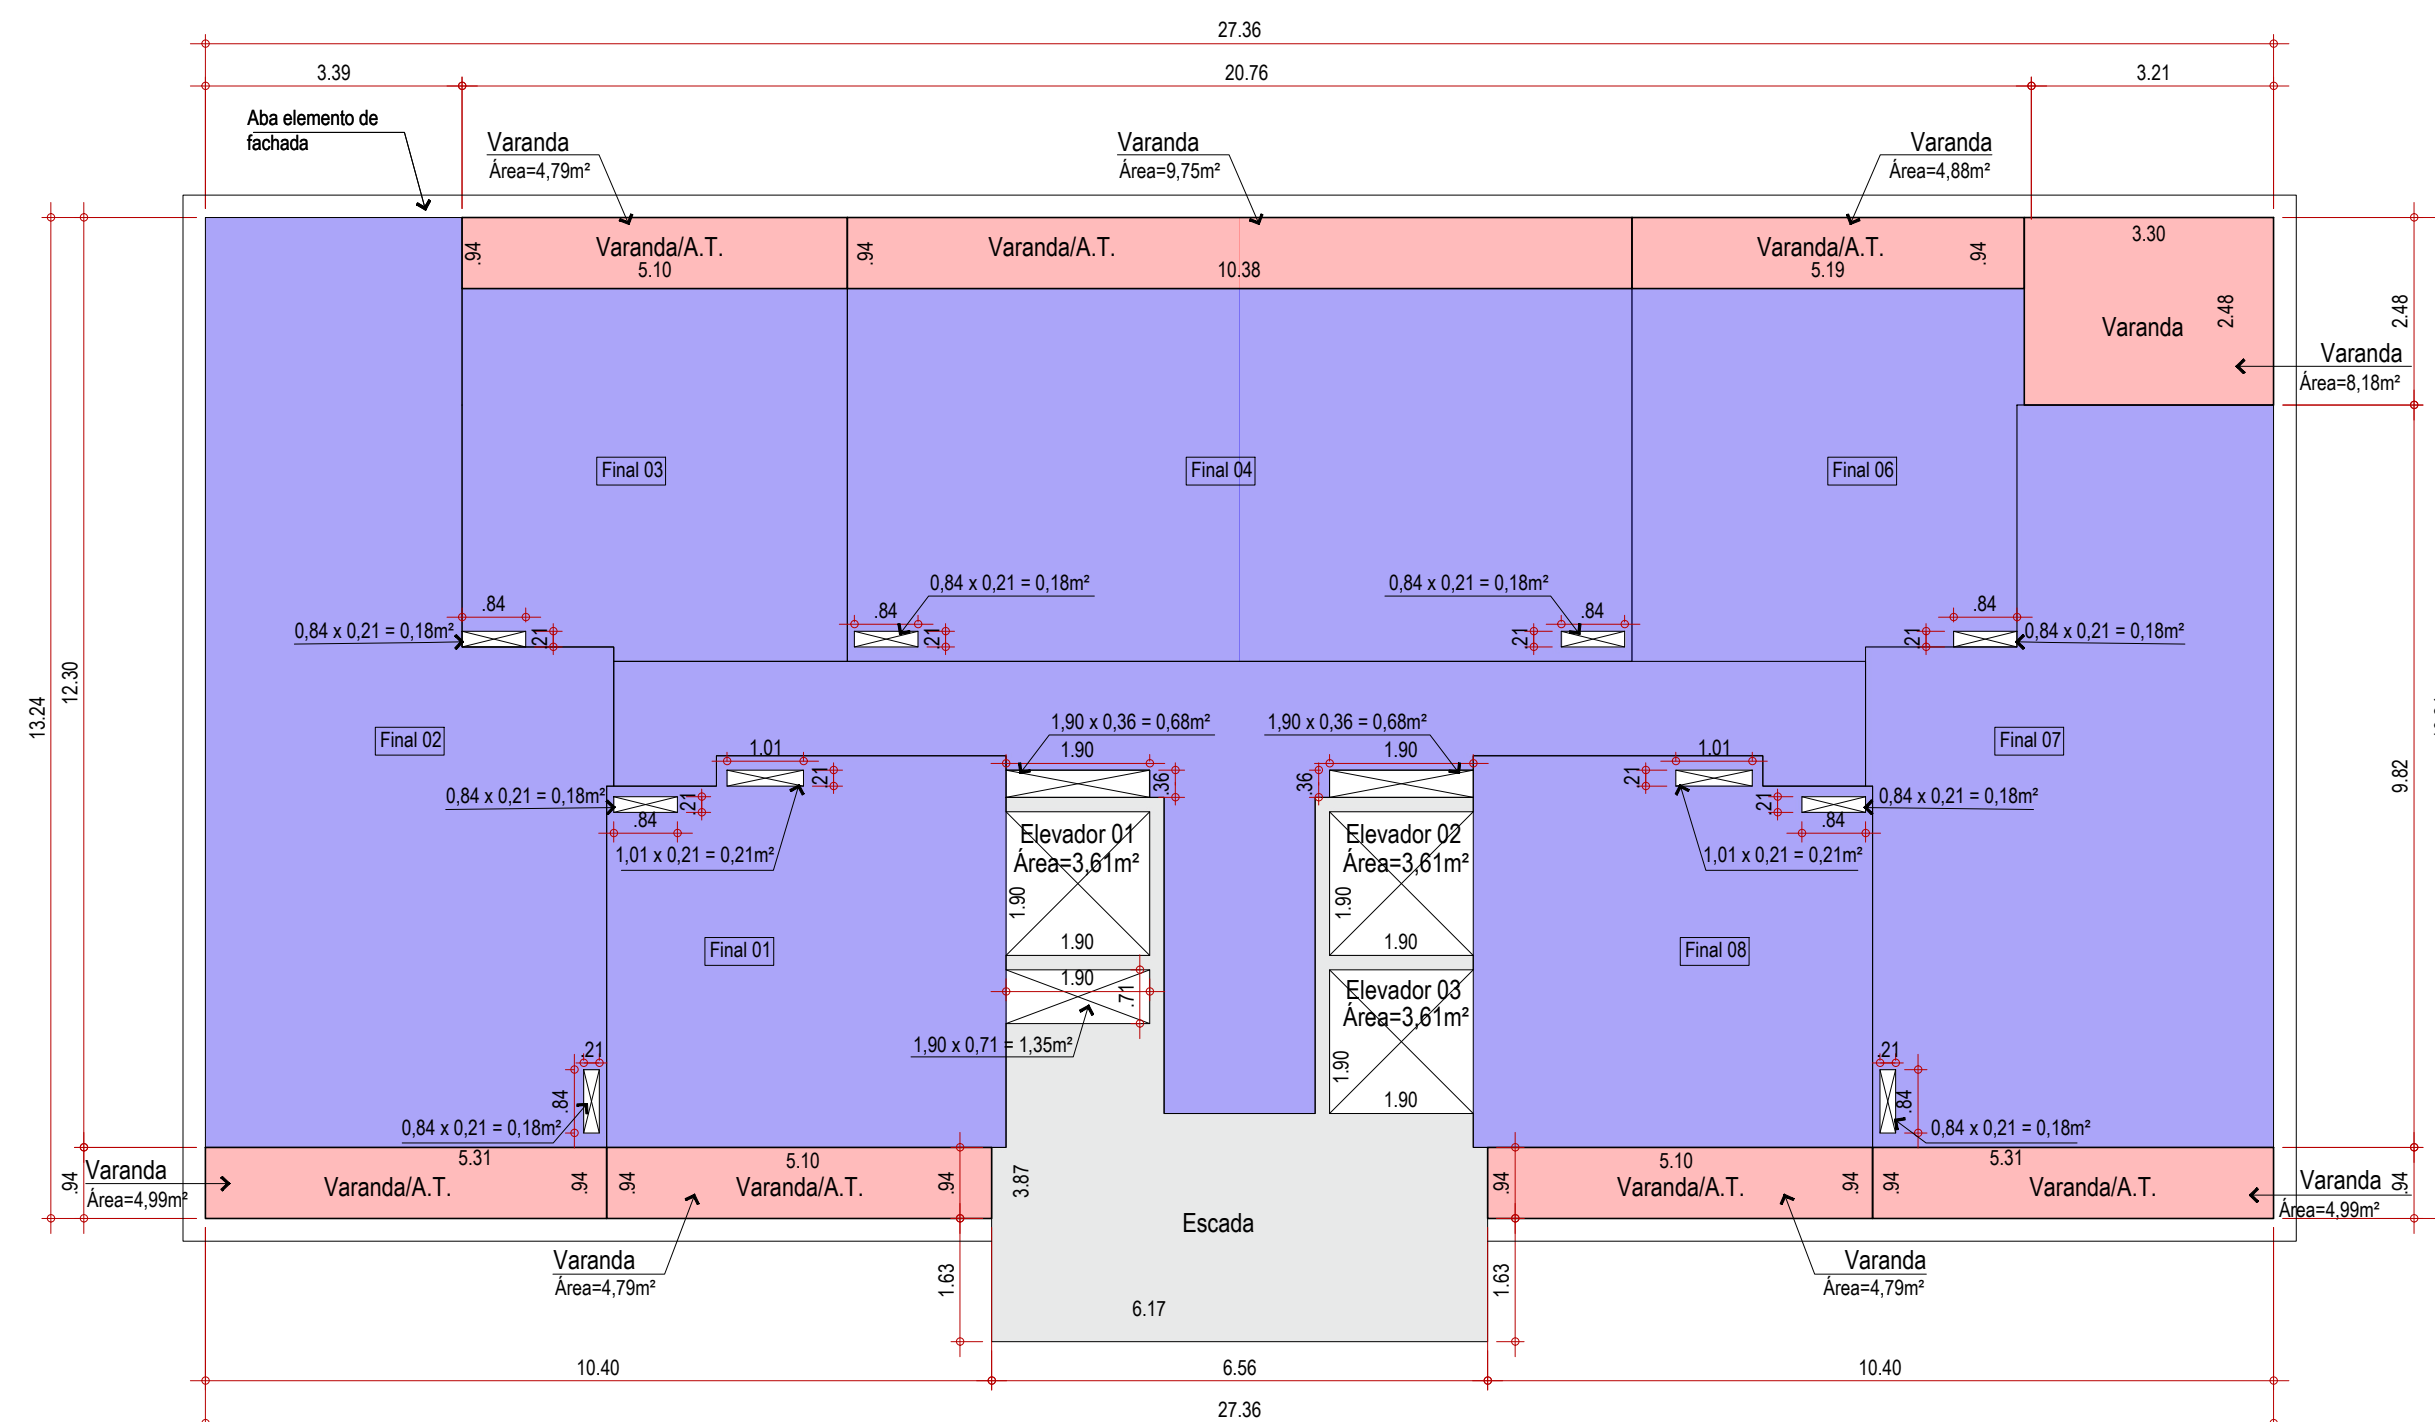 27.36
3.39
20.76
3.21
Aba elemento de
fachada
Varanda
Área=4,79m²
Varanda
Área=9,75m²
Varanda
Área=4,88m²
.94
Varanda/A.T.
5.10
.94
Varanda/A.T.
10.38
Varanda/A.T.
5.19
.94
3.30
2.48
Varanda
2.48
Varanda
Área=8,18m²
Final 03
Final 04
Final 06
0,84 x 0,21 = 0,18m²
.84
.21
.84
.21
0,84 x 0,21 = 0,18m²
0,84 x 0,21 = 0,18m²
.84
.21
.84
.21
0,84 x 0,21 = 0,18m²
13.24
12.30
Final 02
Final 07
9.82
1.01
.21
0,84 x 0,21 = 0,18m²
.21
.84
1,01 x 0,21 = 0,21m²
1,90 x 0,36 = 0,68m²
1.90
.36
1,90 x 0,36 = 0,68m²
1.90
.36
1.01
.21
.21
.84
0,84 x 0,21 = 0,18m²
1,01 x 0,21 = 0,21m²
Elevador 01
Área=3,61m²
1.90
1.90
Elevador 02
Área=3,61m²
1.90
1.90
Final 01
Final 08
1.90
.71
1,90 x 0,71 = 1,35m²
Elevador 03
Área=3,61m²
1.90
1.90
.21
.84
0,84 x 0,21 = 0,18m²
.21
.84
0,84 x 0,21 = 0,18m²
.94
Varanda
Área=4,99m²
5.31
Varanda/A.T.
.94
.94
5.10
Varanda/A.T.
.94
3.87
Escada
.94
5.10
Varanda/A.T.
.94
.94
5.31
Varanda/A.T.
Varanda
Área=4,99m²
.94
Varanda
Área=4,79m²
1.63
6.17
1.63
Varanda
Área=4,79m²
10.40
6.56
10.40
27.36